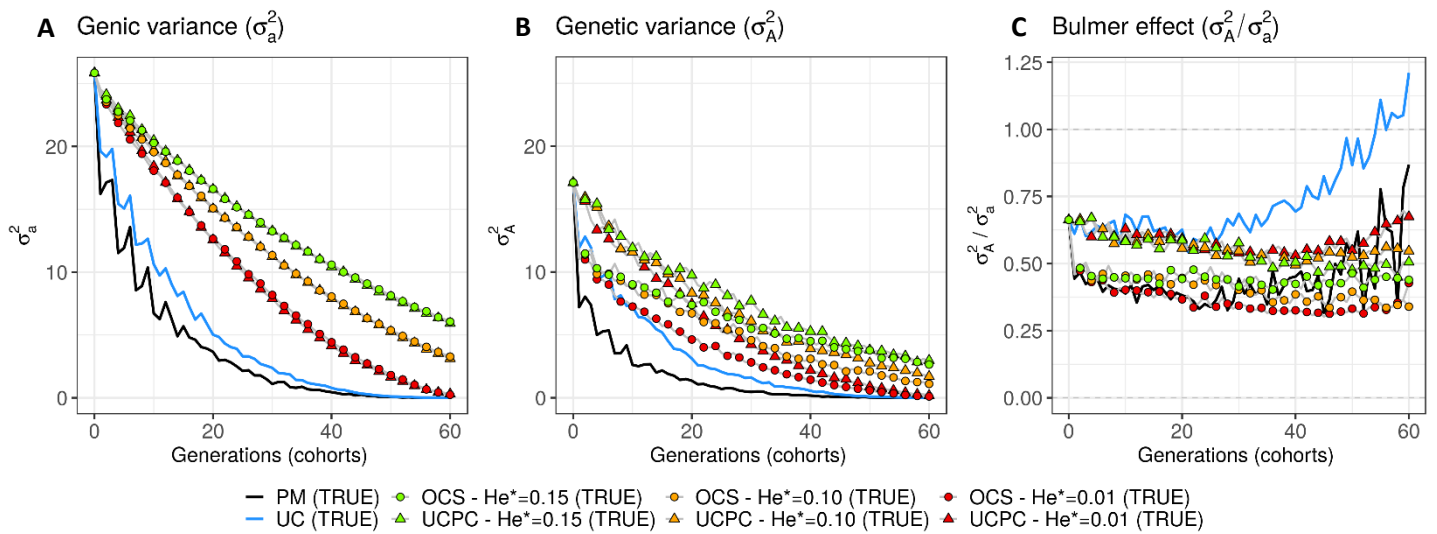 A Genic variance (σ²a)
B Genetic variance (σ²A)
C Bulmer effect (σ²A/σ²a)
σ²a
20
10
0
0 20 40 60
Generations (cohorts)
σ²A
20
10
0
0 20 40 60
Generations (cohorts)
σ²A / σ²a
1.25
1.00
0.75
0.50
0.25
0.00
0 20 40 60
Generations (cohorts)
PM (TRUE) OCS - He*=0.15 (TRUE) OCS - He*=0.10 (TRUE) OCS - He*=0.01 (TRUE)
UC (TRUE) UCPC - He*=0.15 (TRUE) UCPC - He*=0.10 (TRUE) UCPC - He*=0.01 (TRUE)